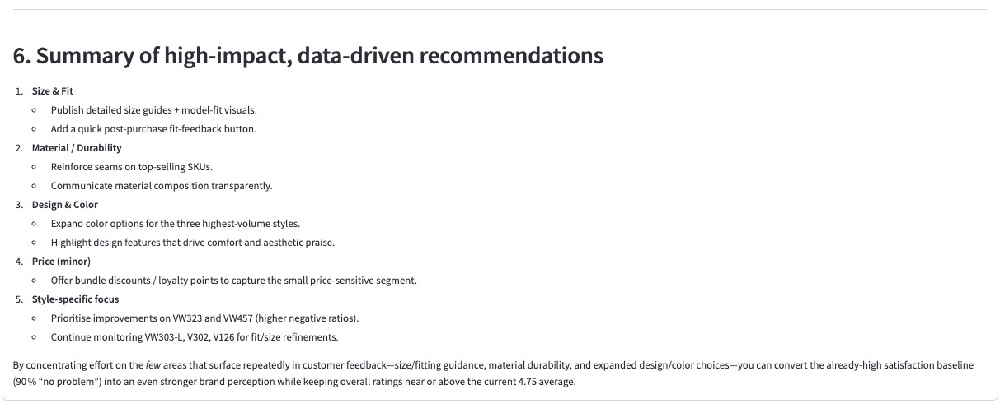 6. Summary of high-impact, data-driven recommendations
1. Size & Fit
○ Publish detailed size guides + model-fit visuals.
○ Add a quick post-purchase fit-feedback button.
2. Material / Durability
○ Reinforce seams on top-selling SKUs.
○ Communicate material composition transparently.
3. Design & Color
○ Expand color options for the three highest-volume styles.
○ Highlight design features that drive comfort and aesthetic praise.
4. Price (minor)
○ Offer bundle discounts / loyalty points to capture the small price-sensitive segment.
5. Style-specific focus
○ Prioritise improvements on VW323 and VW457 (higher negative ratios).
○ Continue monitoring VW303-L, V302, V126 for fit/size refinements.
By concentrating effort on the few areas that surface repeatedly in customer feedback—size/fitting guidance, material durability, and expanded design/color choices—you can convert the already-high satisfaction baseline
(90 % “no problem”) into an even stronger brand perception while keeping overall ratings near or above the current 4.75 average.